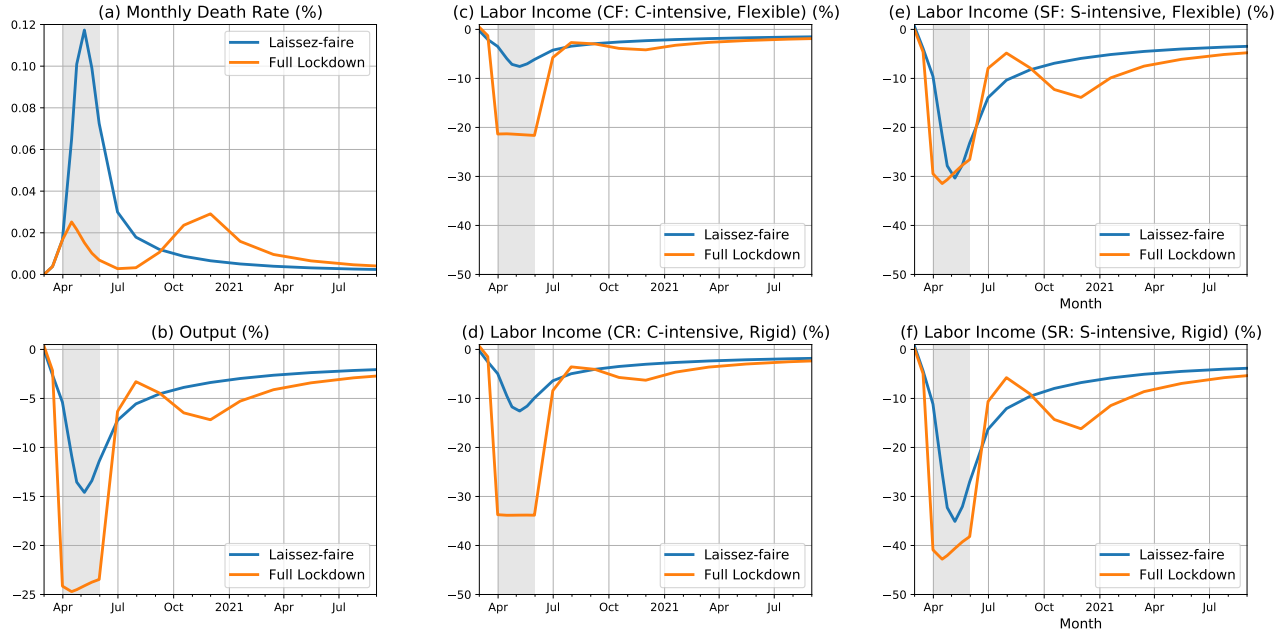 (a) Monthly Death Rate (%)
0.12
0.10
0.08
0.06
0.04
0.02
0.00
Laissez-faire
Full Lockdown
Apr Jul Oct 2021 Apr Jul
(c) Labor Income (CF: C-intensive, Flexible) (%)
0
−10
−20
−30
−40
−50
Laissez-faire
Full Lockdown
Apr Jul Oct 2021 Apr Jul
(e) Labor Income (SF: S-intensive, Flexible) (%)
0
−10
−20
−30
−40
−50
Laissez-faire
Full Lockdown
Apr Jul Oct 2021 Apr Jul
Month
(b) Output (%)
0
−5
−10
−15
−20
−25
Laissez-faire
Full Lockdown
Apr Jul Oct 2021 Apr Jul
(d) Labor Income (CR: C-intensive, Rigid) (%)
0
−10
−20
−30
−40
−50
Laissez-faire
Full Lockdown
Apr Jul Oct 2021 Apr Jul
(f) Labor Income (SR: S-intensive, Rigid) (%)
0
−10
−20
−30
−40
−50
Laissez-faire
Full Lockdown
Apr Jul Oct 2021 Apr Jul
Month